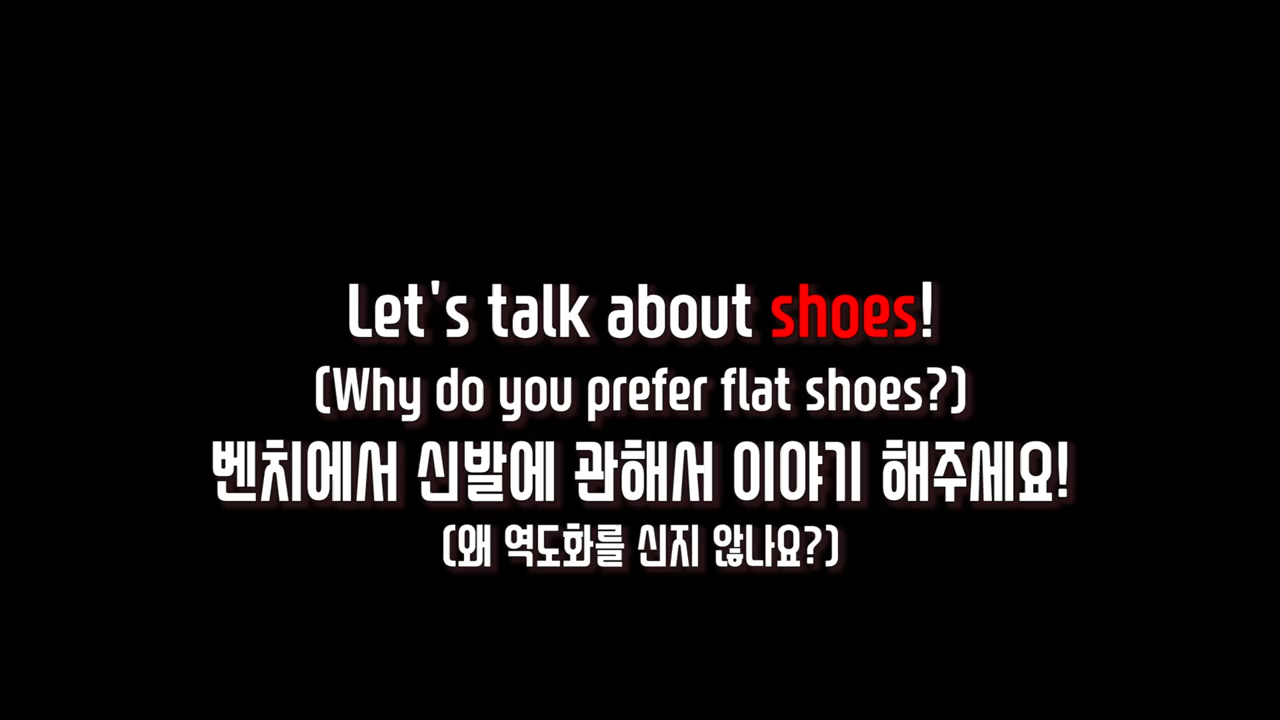 Let's talk about shoes!
(Why do you prefer flat shoes?)
벤치에서 신발에 관해서 이야기 해주세요!
(왜 역도화를 신지 않나요?)